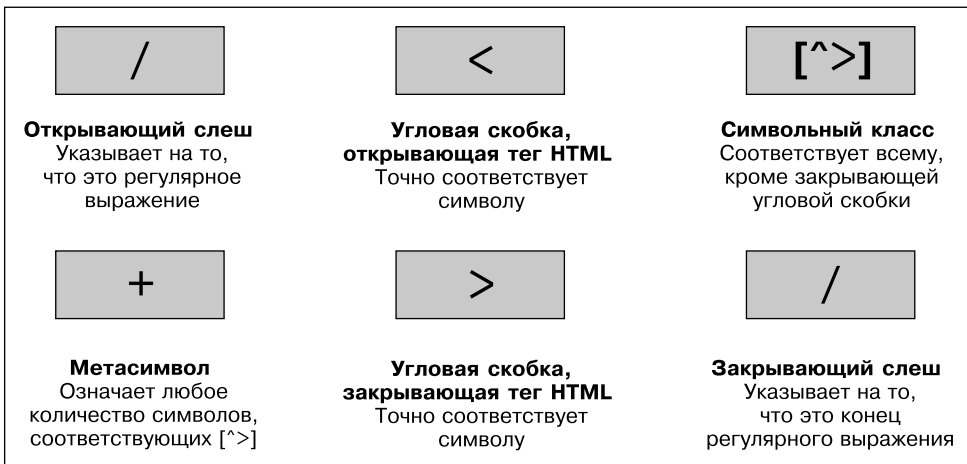 /
Открывающий слеш
Указывает на то,
что это регулярное
выражение
<
Угловая скобка,
открывающая тег HTML
Точно соответствует
символу
[^>]
Символьный класс
Соответствует всему,
кроме закрывающей
угловой скобки
+
Метасимвол
Означает любое
количество символов,
соответствующих [^>]
>
Угловая скобка,
закрывающая тег HTML
Точно соответствует
символу
/
Закрывающий слеш
Указывает на то,
что это конец
регулярного выражения